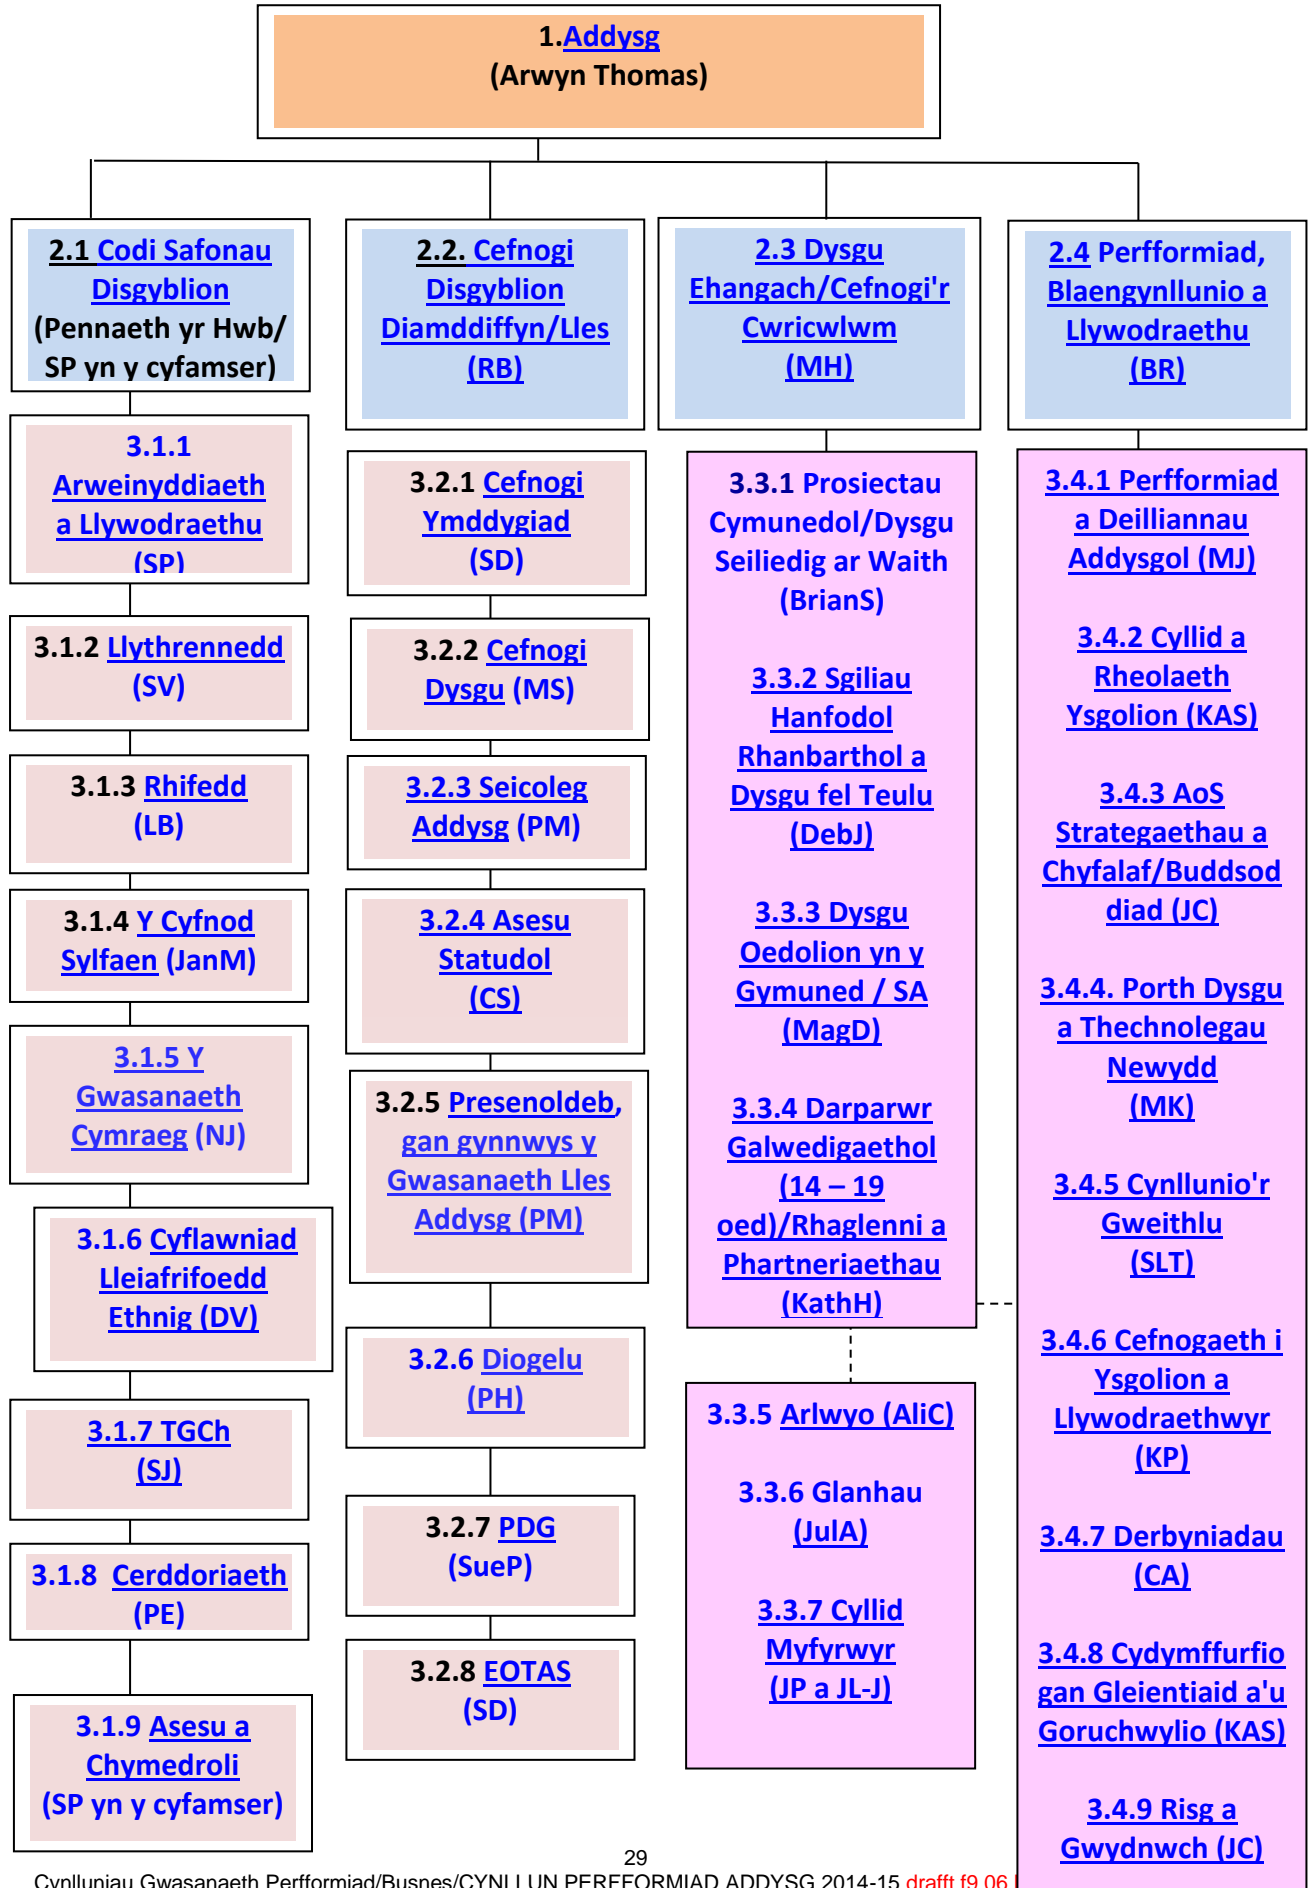 1.Addysg
(Arwyn Thomas)
2.1 Codi Safonau
Disgyblion
(Pennaeth yr Hwb/
SP yn y cyfamser)
3.1.1
Arweinyddiaeth
a Llywodraethu
(SP)
3.1.2 Llythrennedd
(SV)
3.1.3 Rhifedd
(LB)
3.1.4 Y Cyfnod
Sylfaen (JanM)
3.1.5 Y
Gwasanaeth
Cymraeg (NJ)
3.1.6 Cyflawniad
Lleiafrifoedd
Ethnig (DV)
3.1.7 TGCh
(SJ)
3.1.8 Cerddoriaeth
(PE)
3.1.9 Asesu a
Chymedroli
(SP yn y cyfamser)
2.2. Cefnogi
Disgyblion
Diamddiffyn/Lles
(RB)
3.2.1 Cefnogi
Ymddygiad
(SD)
3.2.2 Cefnogi
Dysgu (MS)
3.2.3 Seicoleg
Addysg (PM)
3.2.4 Asesu
Statudol
(CS)
3.2.5 Presenoldeb,
gan gynnwys y
Gwasanaeth Lles
Addysg (PM)
3.2.6 Diogelu
(PH)
3.2.7 PDG
(SueP)
3.2.8 EOTAS
(SD)
2.3 Dysgu
Ehangach/Cefnogi'r
Cwricwlwm
(MH)
3.3.1 Prosiectau
Cymunedol/Dysgu
Seiliedig ar Waith
(BrianS)
3.3.2 Sgiliau
Hanfodol
Rhanbarthol a
Dysgu fel Teulu
(DebJ)
3.3.3 Dysgu
Oedolion yn y
Gymuned / SA
(MagD)
3.3.4 Darparwr
Galwedigaethol
(14 – 19
oed)/Rhaglenni a
Phartneriaethau
(KathH)
3.3.5 Arlwyo (AliC)
3.3.6 Glanhau
(JulA)
3.3.7 Cyllid
Myfyrwyr
(JP a JL-J)
2.4 Perfformiad,
Blaengynllunio a
Llywodraethu
(BR)
3.4.1 Perfformiad
a Deilliannau
Addysgol (MJ)
3.4.2 Cyllid a
Rheolaeth
Ysgolion (KAS)
3.4.3 AoS
Strategaethau a
Chyfalaf/Buddsod
diad (JC)
3.4.4. Porth Dysgu
a Thechnolegau
Newydd
(MK)
3.4.5 Cynllunio'r
Gweithlu
(SLT)
3.4.6 Cefnogaeth i
Ysgolion a
Llywodraethwyr
(KP)
3.4.7 Derbyniadau
(CA)
3.4.8 Cydymffurfio
gan Gleientiaid a'u
Goruchwylio (KAS)
3.4.9 Risg a
Gwydnwch (JC)
29
Cynlluniau Gwasanaeth Perfformiad/Busnes/CYNLLUN PERFFORMIAD ADDYSG 2014-15 drafft f9 06